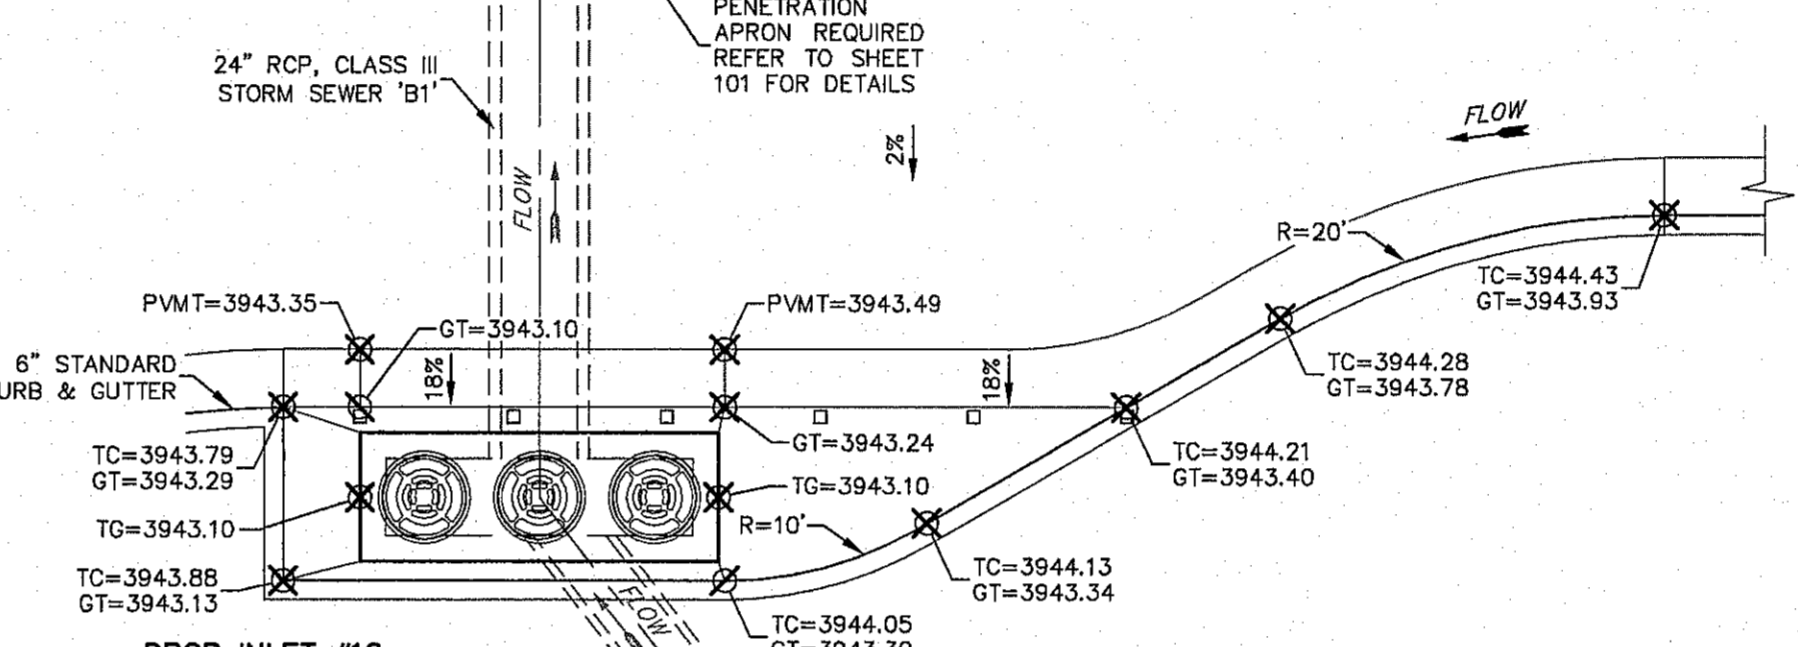 PENETRATION
APRON REQUIRED
REFER TO SHEET
101 FOR DETAILS
24" RCP, CLASS III
STORM SEWER 'B1'
2%
FLOW
FLOW
R=20'
TC=3944.43
GT=3943.93
PVMT=3943.35
GT=3943.10
PVMT=3943.49
6" STANDARD
URB & GUTTER
18%
18%
TC=3944.28
GT=3943.78
GT=3943.24
TC=3943.79
GT=3943.29
TC=3944.21
GT=3943.40
TG=3943.10
TG=3943.10
R=10'
TC=3943.88
GT=3943.13
TC=3944.13
GT=3943.34
FLOW
TC=3944.05
DROP INLET